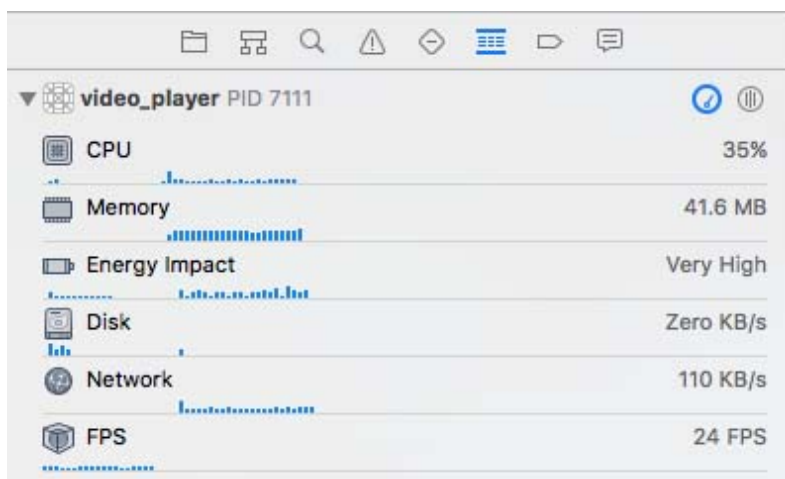 video_player PID 7111
CPU 35%
Memory 41.6 MB
Energy Impact Very High
Disk Zero KB/s
Network 110 KB/s
FPS 24 FPS